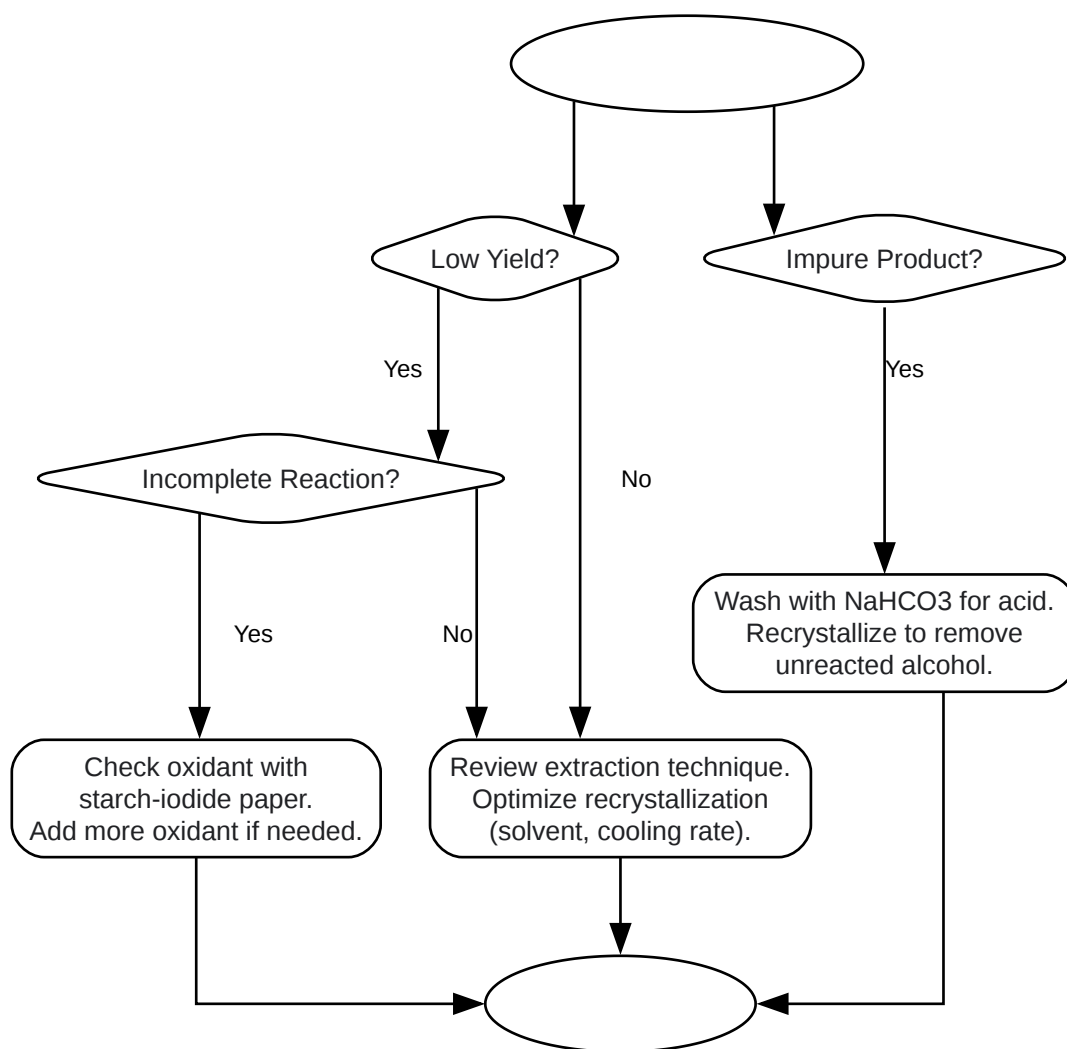 Low Yield?
Impure Product?
Yes
Yes
Incomplete Reaction?
No
Wash with NaHCO3 for acid.
Recrystallize to remove
unreacted alcohol.
Yes
No
Check oxidant with
starch-iodide paper.
Add more oxidant if needed.
Review extraction technique.
Optimize recrystallization
(solvent, cooling rate).